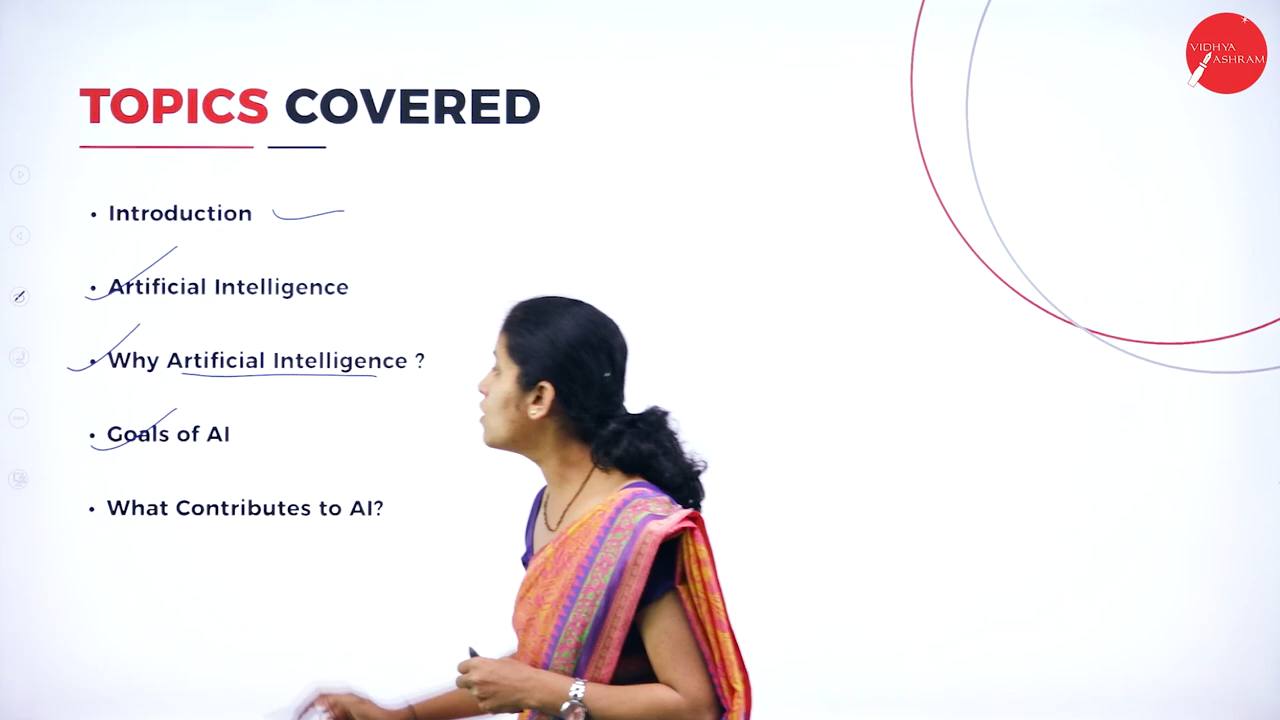 TOPICS COVERED
VIDHYA
ASHRAM
• Introduction
• Artificial Intelligence
• Why Artificial Intelligence ?
• Goals of AI
• What Contributes to AI?